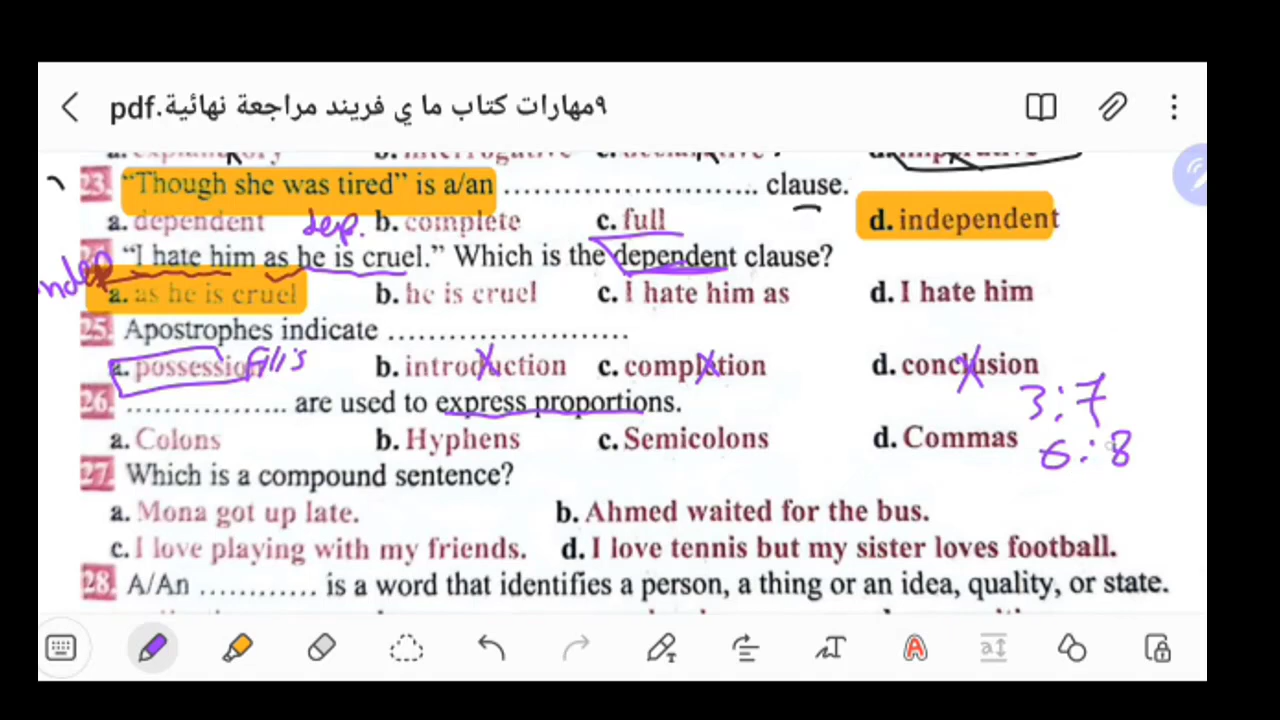 ٩مهارات كتاب ما ي فريند مراجعة نهائية.pdf
23. “Though she was tired” is a/an ............................ clause.
a. dependent b. complete c. full d. independent
dep.
“I hate him as he is cruel.” Which is the dependent clause?
a. as he is cruel b. he is cruel c. I hate him as d. I hate him
25. Apostrophes indicate ...........................
a. possession b. introduction c. completion d. conclusion
3:7
26. ................ are used to express proportions.
a. Colons b. Hyphens c. Semicolons d. Commas
6:8
27. Which is a compound sentence?
a. Mona got up late. b. Ahmed waited for the bus.
c. I love playing with my friends. d. I love tennis but my sister loves football.
28. A/An ............ is a word that identifies a person, a thing or an idea, quality, or state.